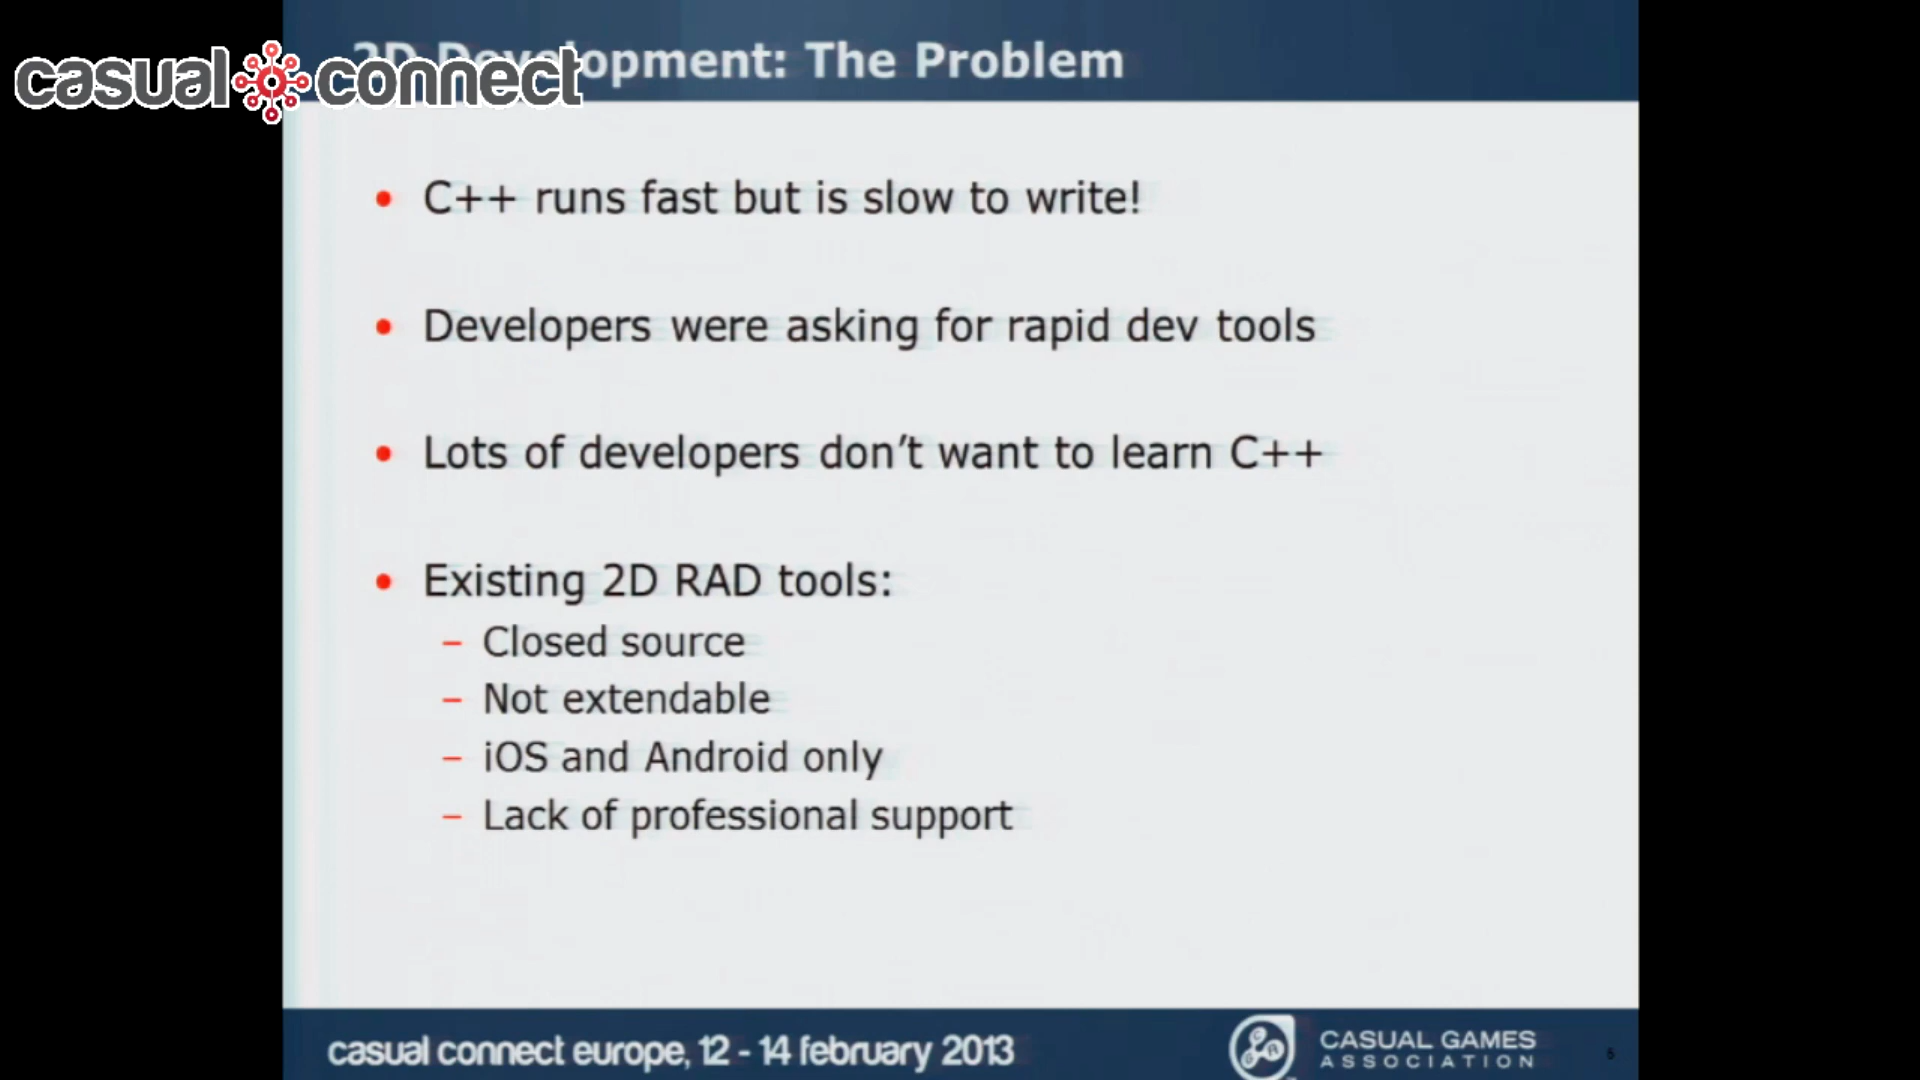 2D Development: The Problem
casual connect
• C++ runs fast but is slow to write!
• Developers were asking for rapid dev tools
• Lots of developers don't want to learn C++
• Existing 2D RAD tools:
– Closed source
– Not extendable
– iOS and Android only
– Lack of professional support
casual connect europe, 12 - 14 february 2013
CASUAL GAMES
ASSOCIATION